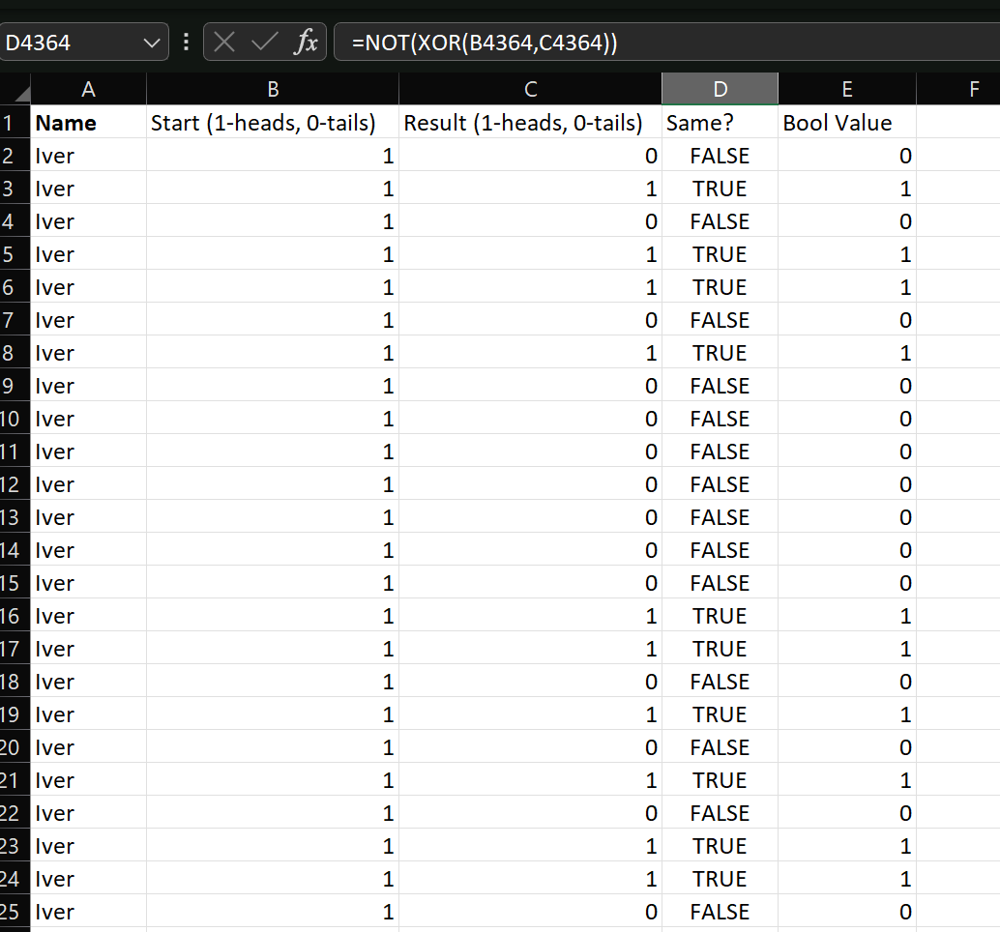 D4364 fx =NOT(XOR(B4364,C4364))
A B C D E F
1 Name Start (1-heads, 0-tails) Result (1-heads, 0-tails) Same? Bool Value
2 Iver 1 0 FALSE 0
3 Iver 1 1 TRUE 1
4 Iver 1 0 FALSE 0
5 Iver 1 1 TRUE 1
6 Iver 1 1 TRUE 1
7 Iver 1 0 FALSE 0
8 Iver 1 1 TRUE 1
9 Iver 1 0 FALSE 0
10 Iver 1 0 FALSE 0
11 Iver 1 0 FALSE 0
12 Iver 1 0 FALSE 0
13 Iver 1 0 FALSE 0
14 Iver 1 0 FALSE 0
15 Iver 1 0 FALSE 0
16 Iver 1 1 TRUE 1
17 Iver 1 1 TRUE 1
18 Iver 1 0 FALSE 0
19 Iver 1 1 TRUE 1
20 Iver 1 0 FALSE 0
21 Iver 1 1 TRUE 1
22 Iver 1 0 FALSE 0
23 Iver 1 1 TRUE 1
24 Iver 1 1 TRUE 1
25 Iver 1 0 FALSE 0